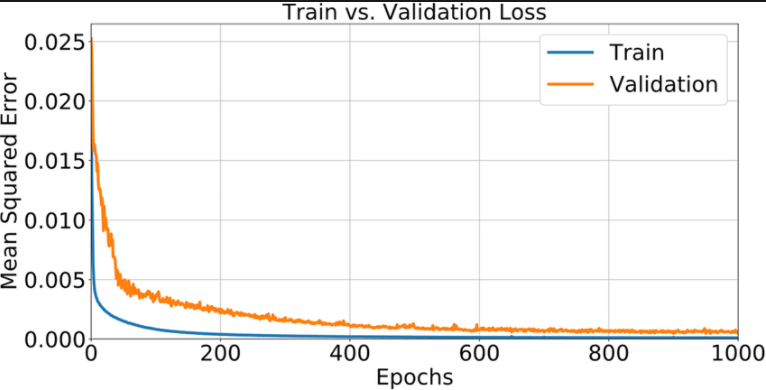 Train vs. Validation Loss
Train
Validation
Mean Squared Error
0.025
0.020
0.015
0.010
0.005
0.000
0 200 400 600 800 1000
Epochs